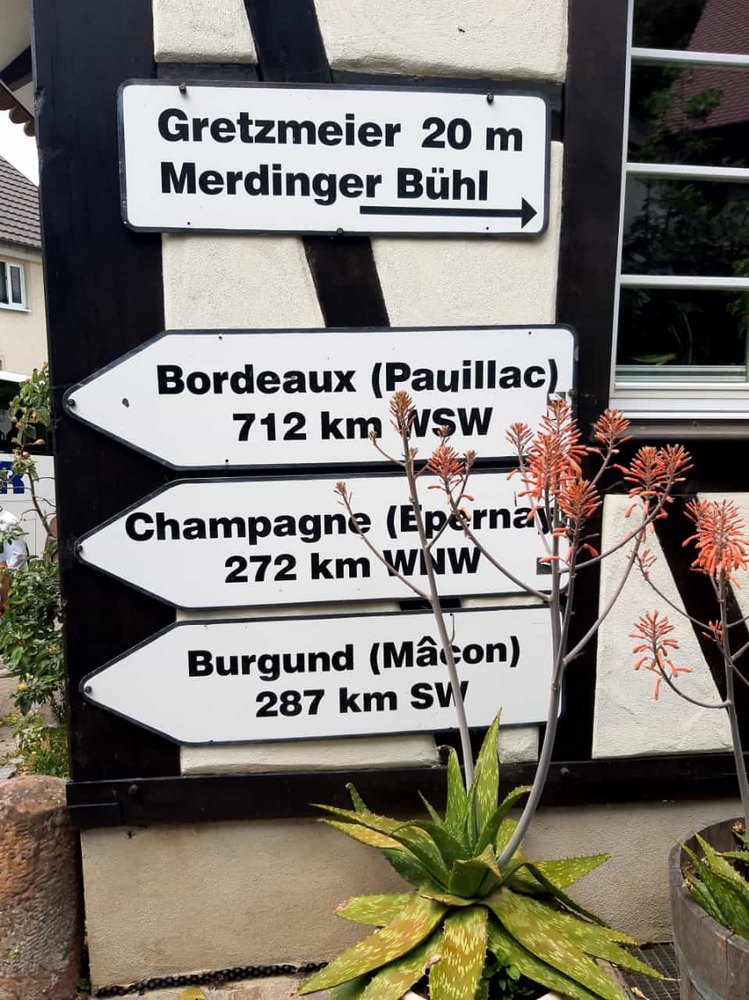 Gretzmeier 20 m
Merdinger Bühl
Bordeaux (Pauillac)
712 km WSW
Champagne (Epernay)
272 km WNW
Burgund (Mâcon)
287 km SW